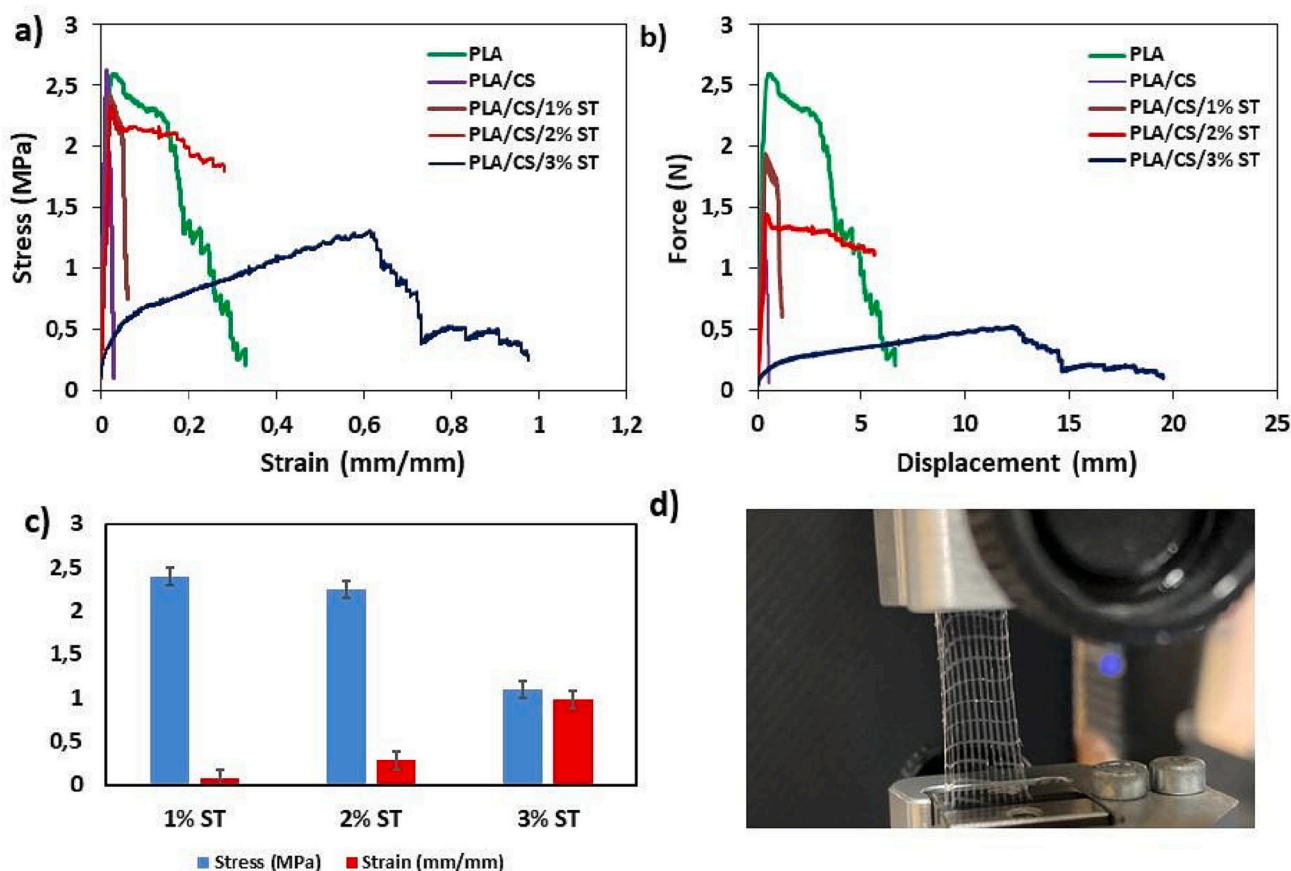 a)
3
2,5
2
1,5
1
0,5
0
Stress (MPa)
PLA
PLA/CS
PLA/CS/1% ST
PLA/CS/2% ST
PLA/CS/3% ST
0 0,2 0,4 0,6 0,8 1 1,2
Strain (mm/mm)
b)
3
2,5
2
1,5
1
0,5
0
Force (N)
PLA
PLA/CS
PLA/CS/1% ST
PLA/CS/2% ST
PLA/CS/3% ST
0 5 10 15 20 25
Displacement (mm)
c)
3
2,5
2
1,5
1
0,5
0
1% ST 2% ST 3% ST
Stress (MPa) Strain (mm/mm)
d)